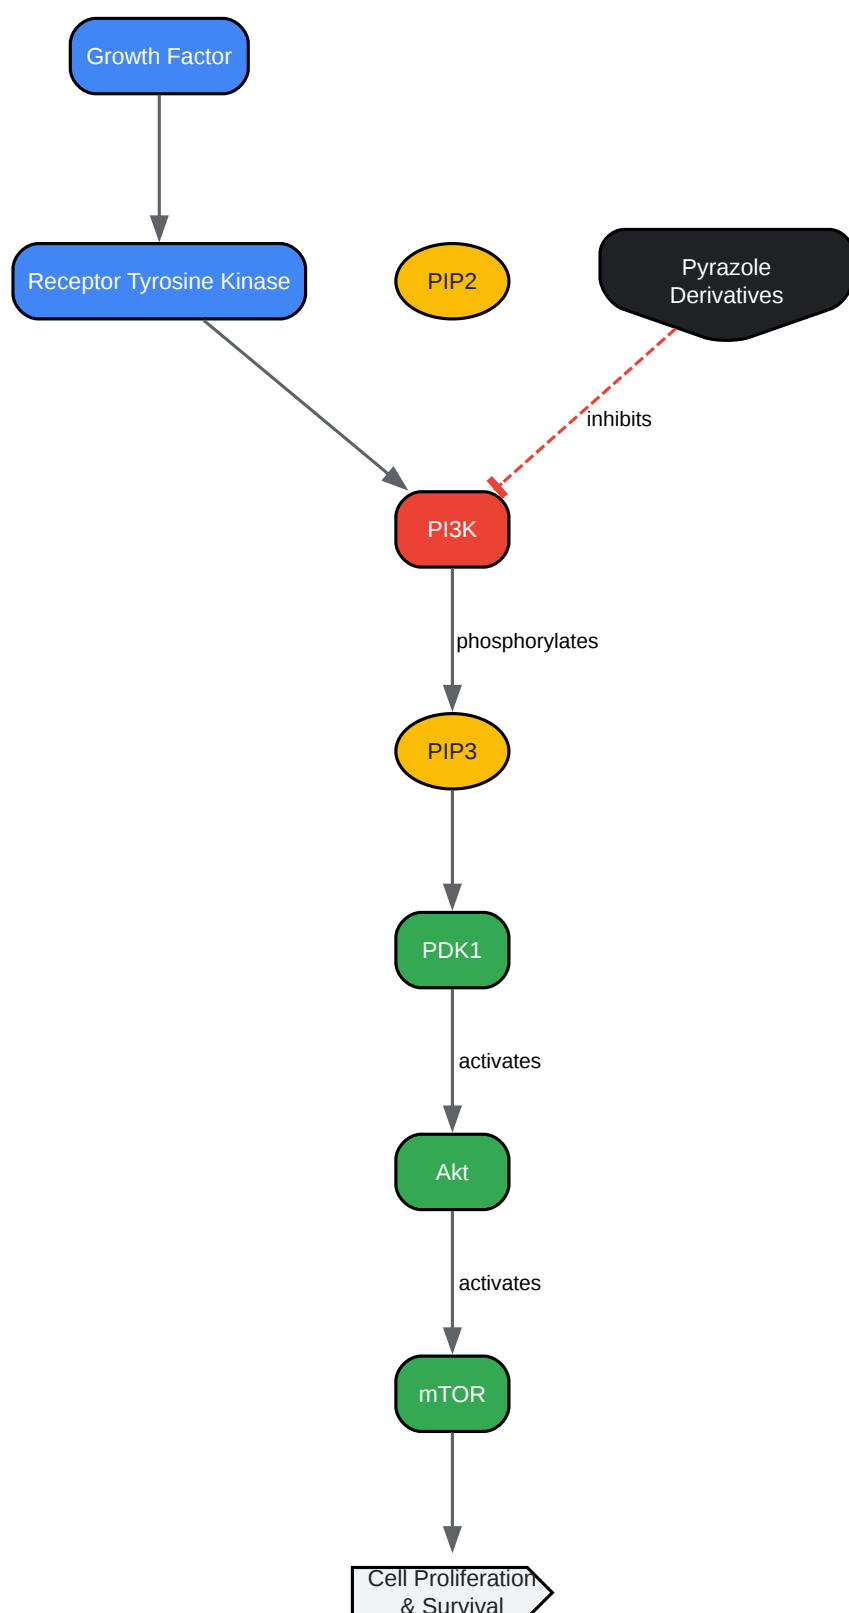 Growth Factor
Receptor Tyrosine Kinase
PIP2
Pyrazole
Derivatives
inhibits
PI3K
phosphorylates
PIP3
PDK1
activates
Akt
activates
mTOR
Cell Proliferation
& Survival